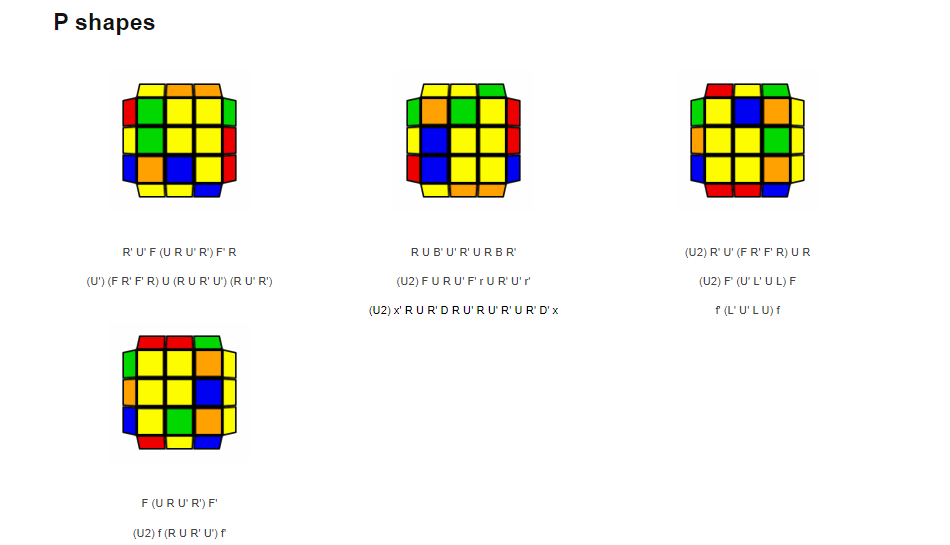 P shapes
R' U' F (U R U' R') F' R
(U') (F R' F' R) U (R U R' U') (R U' R')
R U B' U' R' U R B R'
(U2) F U R U' F' r U R' U' r'
(U2) x' R U R' D R U' R U R' U R' D' x
(U2) R' U' (F R' F' R) U R
(U2) F' (U' L' U L) F
f' (L' U' L U) f
F (U R U' R') F'
(U2) f (R U R' U') f'